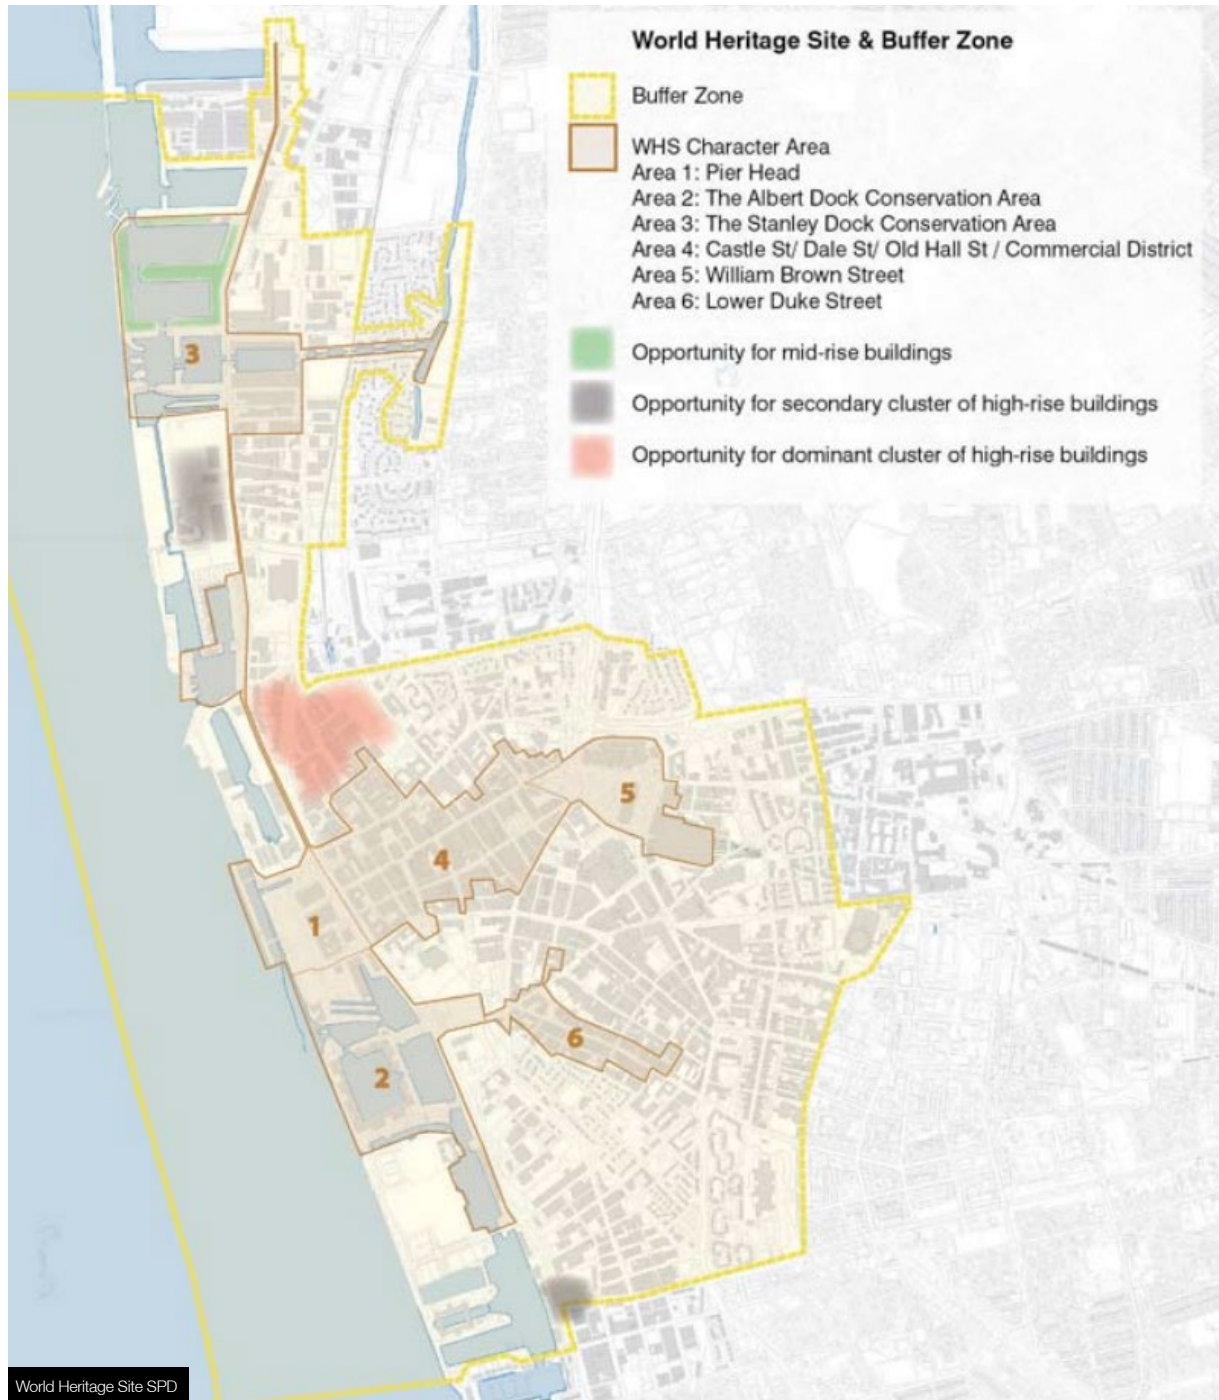 World Heritage Site & Buffer Zone
Buffer Zone
WHS Character Area
Area 1: Pier Head
Area 2: The Albert Dock Conservation Area
Area 3: The Stanley Dock Conservation Area
Area 4: Castle St/ Dale St/ Old Hall St / Commercial District
Area 5: William Brown Street
Area 6: Lower Duke Street
Opportunity for mid-rise buildings
Opportunity for secondary cluster of high-rise buildings
Opportunity for dominant cluster of high-rise buildings
3
5
4
1
6
2
World Heritage Site SPD